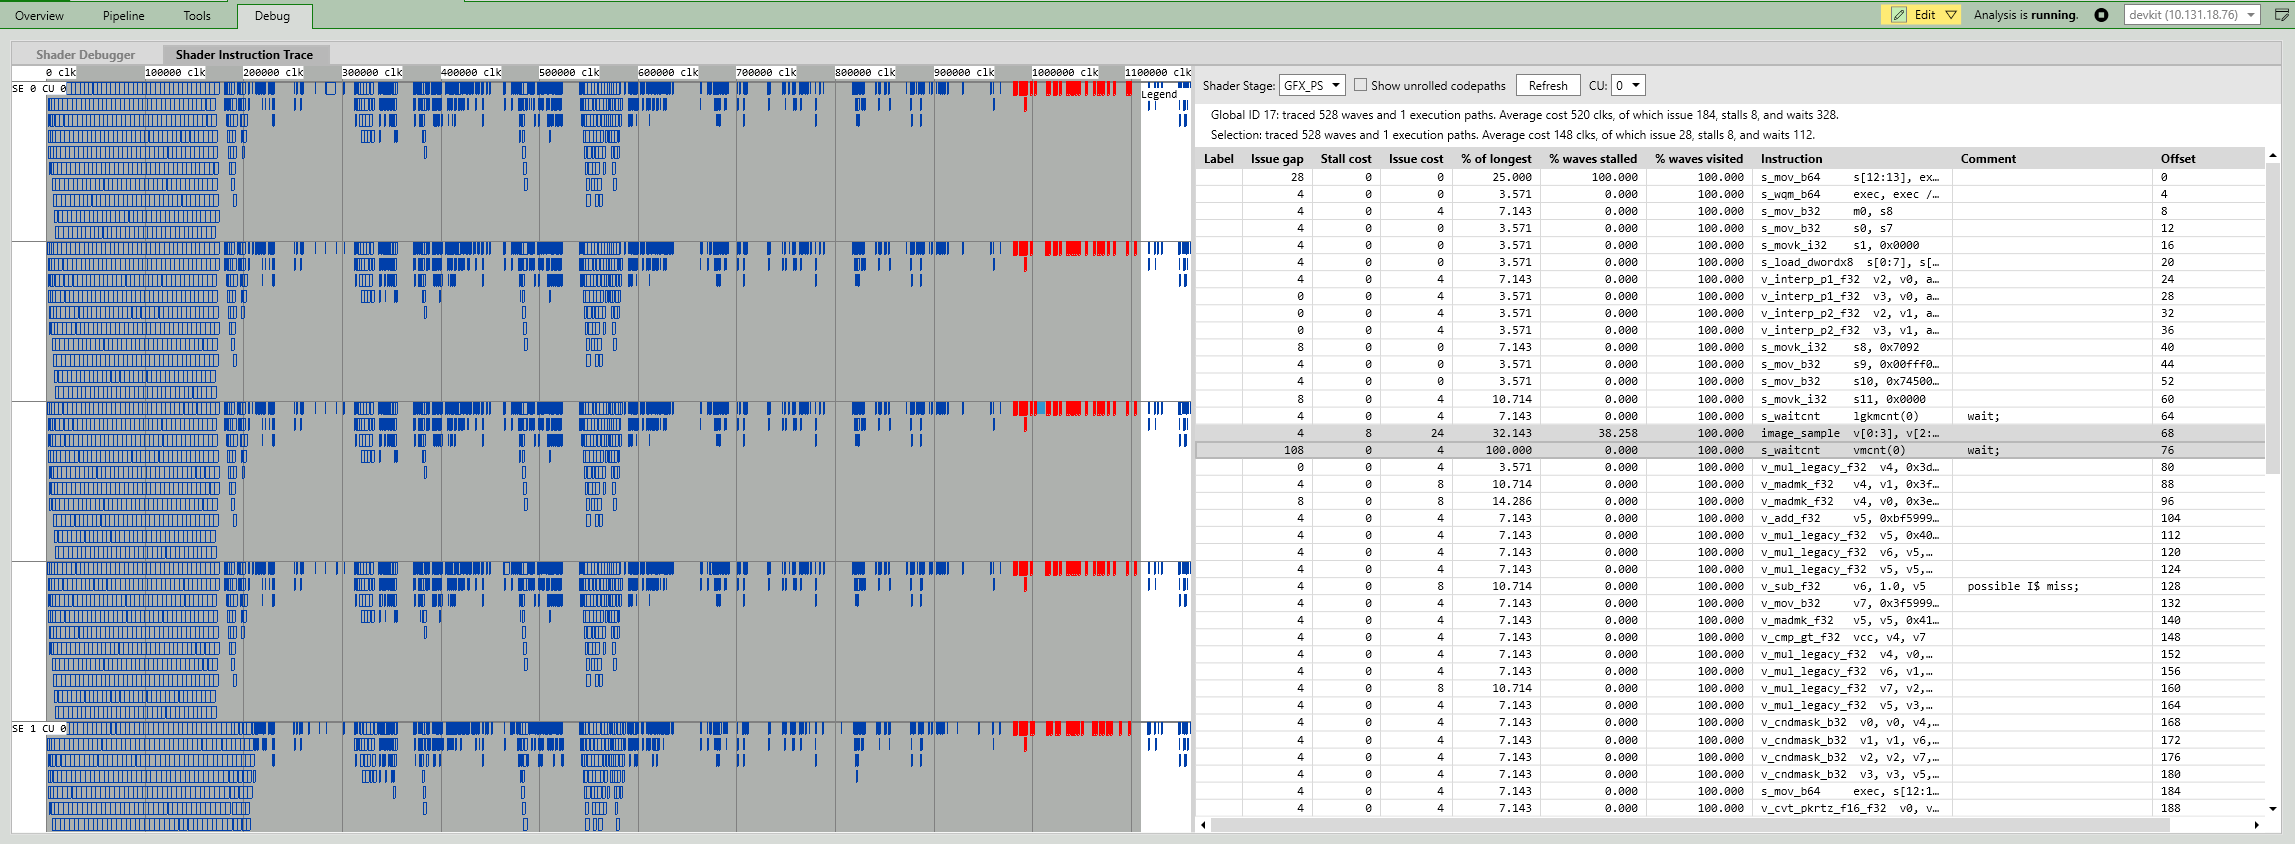 Overview Pipeline Tools Debug Edit Analysis is running. devkit (10.131.18.76)
Shader Debugger Shader Instruction Trace
0 clk 100000 clk 200000 clk 300000 clk 400000 clk 500000 clk 600000 clk 700000 clk 800000 clk 900000 clk 1000000 clk 1100000 clk
SE 0 CU 0
Legend
SE 1 CU 0
Shader Stage: GFX_PS Show unrolled codepaths Refresh CU: 0
Global ID 17: traced 528 waves and 1 execution paths. Average cost 520 clks, of which issue 184, stalls 8, and waits 328.
Selection: traced 528 waves and 1 execution paths. Average cost 148 clks, of which issue 28, stalls 8, and waits 112.
Label Issue gap Stall cost Issue cost % of longest % waves stalled % waves visited Instruction Comment Offset
28 0 0 25.000 100.000 100.000 s_mov_b64 s[12:13], ex… 0
4 0 0 3.571 0.000 100.000 s_wqm_b64 exec, exec /… 4
4 0 4 7.143 0.000 100.000 s_mov_b32 m0, s8 8
4 0 0 3.571 0.000 100.000 s_mov_b32 s0, s7 12
4 0 0 3.571 0.000 100.000 s_movk_i32 s1, 0x0000 16
4 0 0 3.571 0.000 100.000 s_load_dwordx8 s[0:7], s[… 20
4 0 4 7.143 0.000 100.000 v_interp_p1_f32 v2, v0, a… 24
0 0 4 3.571 0.000 100.000 v_interp_p1_f32 v3, v0, a… 28
0 0 4 3.571 0.000 100.000 v_interp_p2_f32 v2, v1, a… 32
0 0 4 3.571 0.000 100.000 v_interp_p2_f32 v3, v1, a… 36
8 0 0 7.143 0.000 100.000 s_movk_i32 s8, 0x7092 40
4 0 0 3.571 0.000 100.000 s_mov_b32 s9, 0x00fff0… 44
4 0 0 3.571 0.000 100.000 s_mov_b32 s10, 0x74500… 52
8 0 4 10.714 0.000 100.000 s_movk_i32 s11, 0x0000 60
4 0 4 7.143 0.000 100.000 s_waitcnt lgkmcnt(0) wait; 64
4 8 24 32.143 38.258 100.000 image_sample v[0:3], v[2:… 68
108 0 4 100.000 0.000 100.000 s_waitcnt vmcnt(0) wait; 76
0 0 4 3.571 0.000 100.000 v_mul_legacy_f32 v4, 0x3d… 80
4 0 8 10.714 0.000 100.000 v_madmk_f32 v4, v1, 0x3f… 88
8 0 8 14.286 0.000 100.000 v_madmk_f32 v4, v0, 0x3e… 96
4 0 4 7.143 0.000 100.000 v_add_f32 v5, 0xbf5999… 104
4 0 4 7.143 0.000 100.000 v_mul_legacy_f32 v5, 0x40… 112
4 0 4 7.143 0.000 100.000 v_mul_legacy_f32 v6, v5,… 120
4 0 4 7.143 0.000 100.000 v_mul_legacy_f32 v5, v5,… 124
4 0 8 10.714 0.000 100.000 v_sub_f32 v6, 1.0, v5 possible I$ miss; 128
4 0 4 7.143 0.000 100.000 v_mov_b32 v7, 0x3f5999… 132
4 0 4 7.143 0.000 100.000 v_madmk_f32 v5, v5, 0x41… 140
4 0 4 7.143 0.000 100.000 v_cmp_gt_f32 vcc, v4, v7 148
4 0 4 7.143 0.000 100.000 v_mul_legacy_f32 v4, v0,… 152
4 0 4 7.143 0.000 100.000 v_mul_legacy_f32 v6, v1,… 156
4 0 8 10.714 0.000 100.000 v_mul_legacy_f32 v7, v2,… 160
4 0 4 7.143 0.000 100.000 v_mul_legacy_f32 v5, v3,… 164
4 0 4 7.143 0.000 100.000 v_cndmask_b32 v0, v0, v4,… 168
4 0 4 7.143 0.000 100.000 v_cndmask_b32 v1, v1, v6,… 172
4 0 4 7.143 0.000 100.000 v_cndmask_b32 v2, v2, v7,… 176
4 0 4 7.143 0.000 100.000 v_cndmask_b32 v3, v3, v5,… 180
4 0 4 7.143 0.000 100.000 s_mov_b64 exec, s[12:1… 184
4 0 4 7.143 0.000 100.000 v_cvt_pkrtz_f16_f32 v0, v… 188